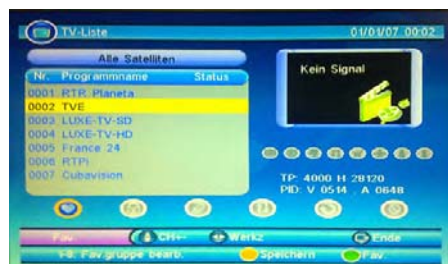 TV-Liste 01/01/07 00:02
Alle Satelliten
Nr. Programmname Status
0001 RTR Planeta
0002 TVE
0003 LUXE-TV-SD
0004 LUXE-TV-HD
0005 France 24
0006 RTPi
0007 Cubavision
Kein Signal
TP: 4000 H 28120
PID: V 0514 , A 0648
Fav. CH+- Werkz Ende
1-8: Fav.gruppe bearb. Speichern Fav.